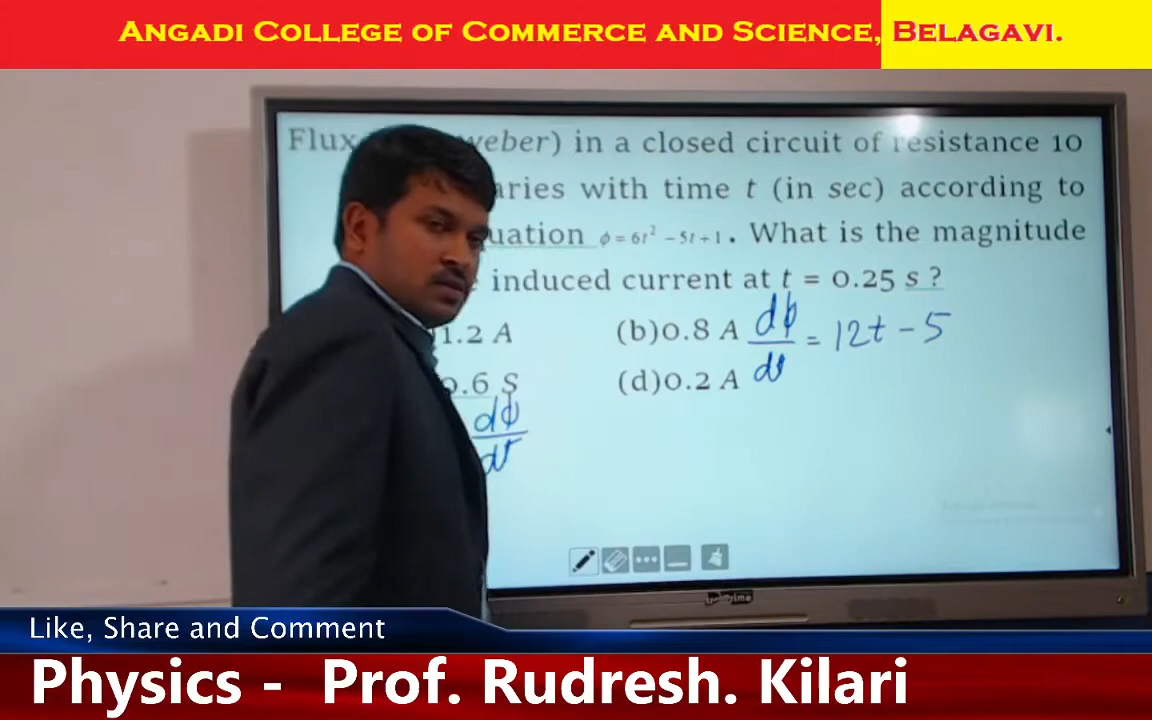 ANGADI COLLEGE OF COMMERCE AND SCIENCE, BELAGAVI.
Flux weber) in a closed circuit of resistance 10
aries with time t (in sec) according to
uation ϕ = 6t² − 5t + 1. What is the magnitude
induced current at t = 0.25 s ?
1.2 A (b)0.8 A dϕ/dt = 12t − 5
0.6 S (d)0.2 A
dϕ/dt
Like, Share and Comment
Physics - Prof. Rudresh. Kilari